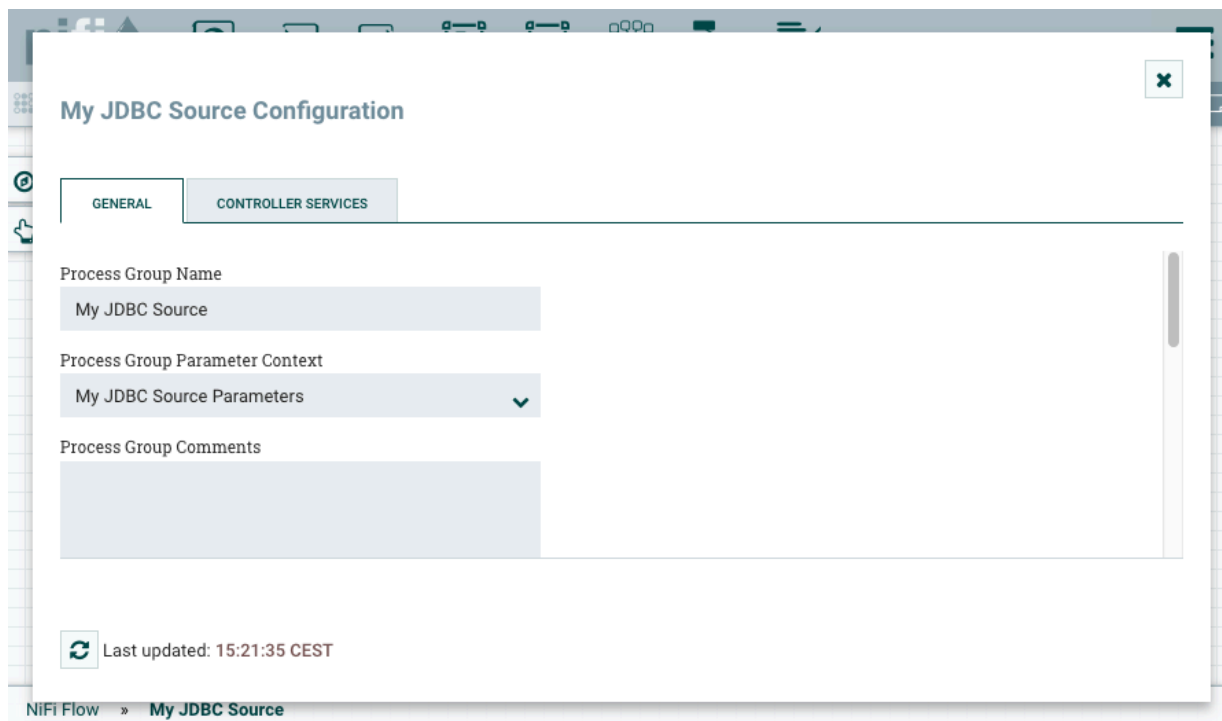 My JDBC Source Configuration
GENERAL CONTROLLER SERVICES
Process Group Name
My JDBC Source
Process Group Parameter Context
My JDBC Source Parameters
Process Group Comments
Last updated: 15:21:35 CEST
NiFi Flow » My JDBC Source